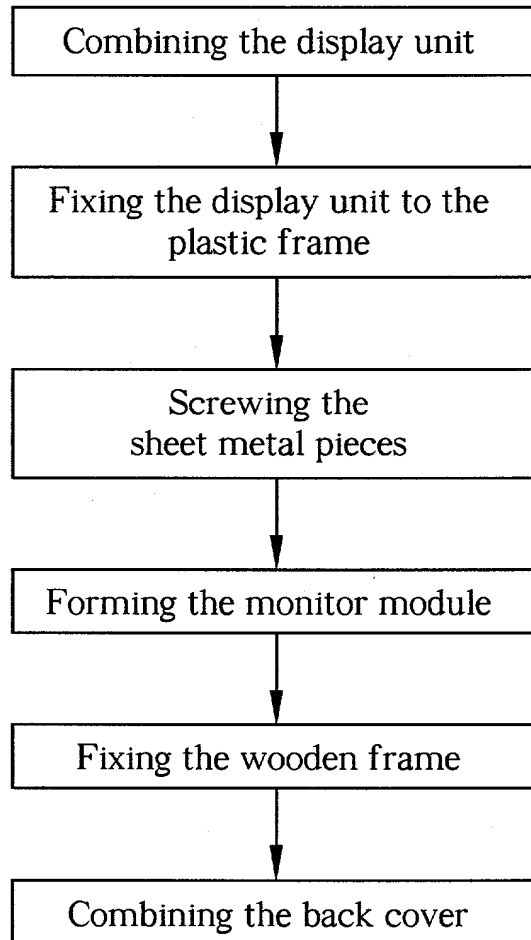 Combining the display unit
Fixing the display unit to the
plastic frame
Screwing the
sheet metal pieces
Forming the monitor module
Fixing the wooden frame
Combining the back cover